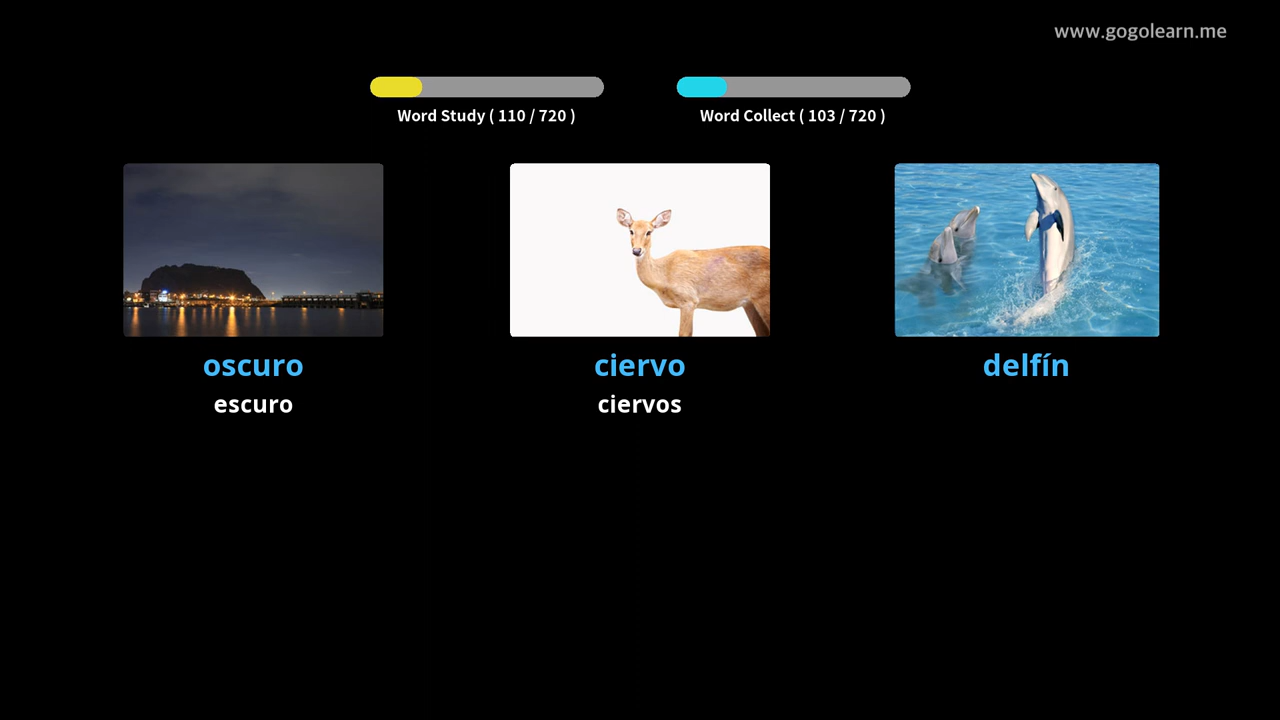 www.gogolearn.me
Word Study ( 110 / 720 )
Word Collect ( 103 / 720 )
oscuro
ciervo
delfín
escuro
ciervos